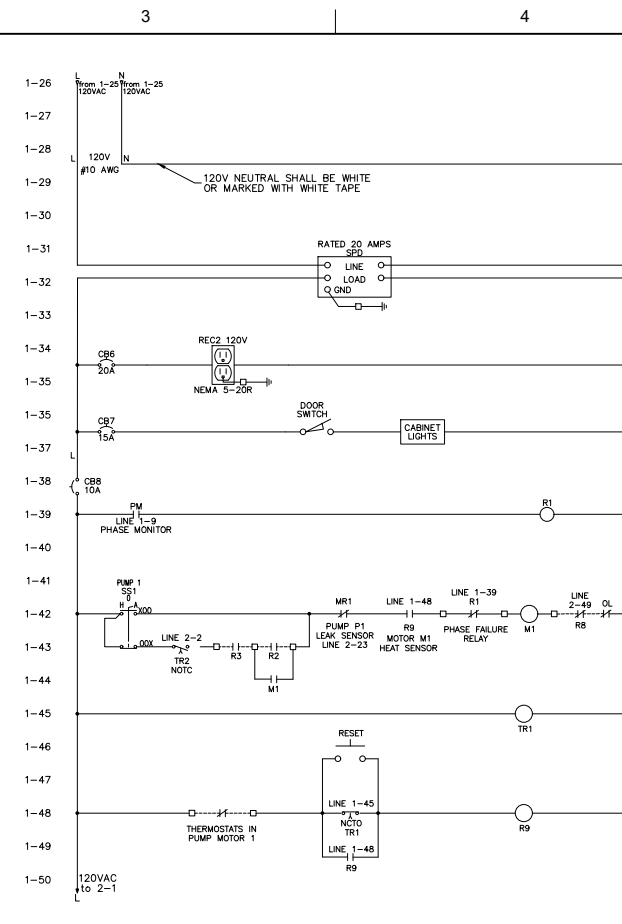 3 4
L N
1-26 from 1-25 from 1-25
120VAC 120VAC
1-27
1-28 L 120V N
#10 AWG
120V NEUTRAL SHALL BE WHITE
1-29 OR MARKED WITH WHITE TAPE
1-30
RATED 20 AMPS
1-31 SPD
LINE
1-32 LOAD
GND
1-33
REC2 120V
1-34
CB6
20A
1-35 NEMA 5-20R
DOOR
1-35 SWITCH
CB7 CABINET
15A LIGHTS
1-37 L
1-38 CB8
10A
PM R1
1-39 LINE 1-9
PHASE MONITOR
1-40
1-41 PUMP 1
SS1 LINE 1-39 LINE
0 MR1 LINE 1-48 R1 2-49 OL
H A
1-42 XOO
PUMP P1 R9 PHASE FAILURE M1 R8
LEAK SENSOR MOTOR M1 RELAY
LINE 2-23 HEAT SENSOR
1-43 OOX LINE 2-2
TR2 R3 R2
NOTC
1-44 M1
1-45
TR1
RESET
1-46
1-47
LINE 1-45
1-48 NCTO
TR1 R9
THERMOSTATS IN
PUMP MOTOR 1
1-49 LINE 1-48
R9
1-50 120VAC
to 2-1
L